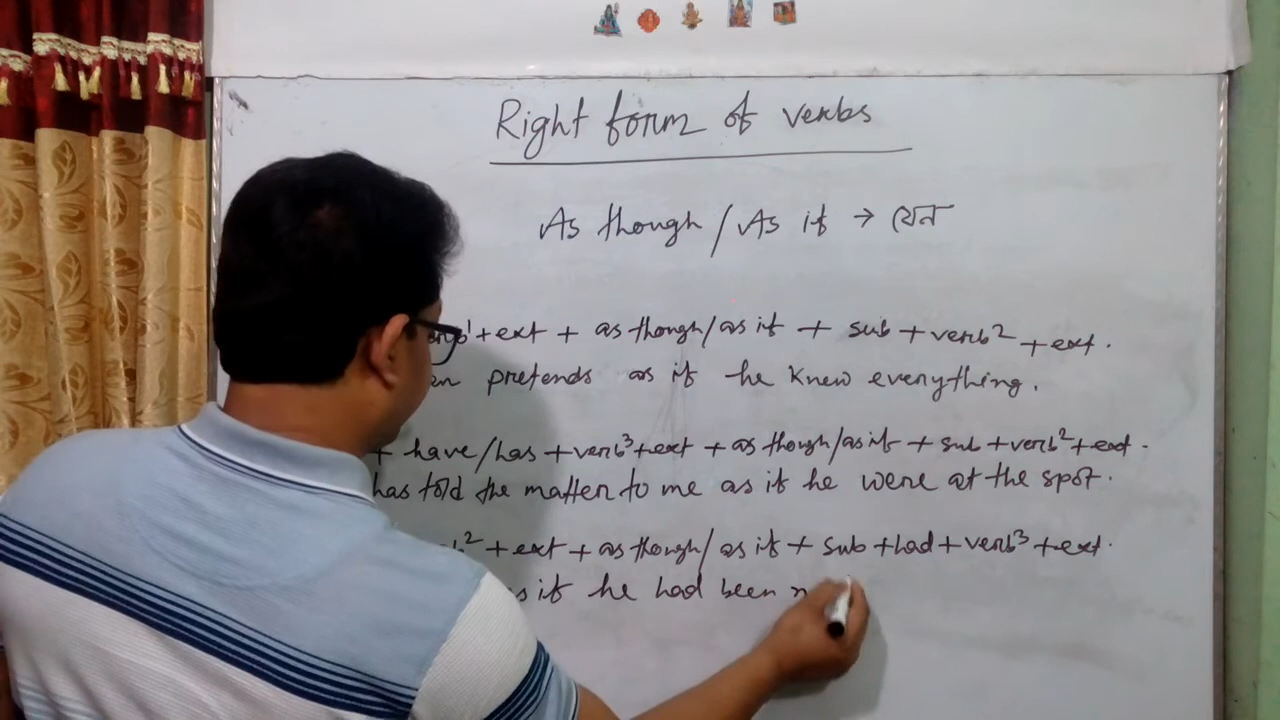 Right form of verbs
As though / As if → যেন
verb¹ + ext + as though/as if + sub + verb² + ext.
pretends as if he knew everything.
+ have/has + verb³ + ext + as though/as if + sub + verb² + ext.
has told the matter to me as if he were at the spot.
verb² + ext + as though/as if + sub + had + verb³ + ext.
as if he had been